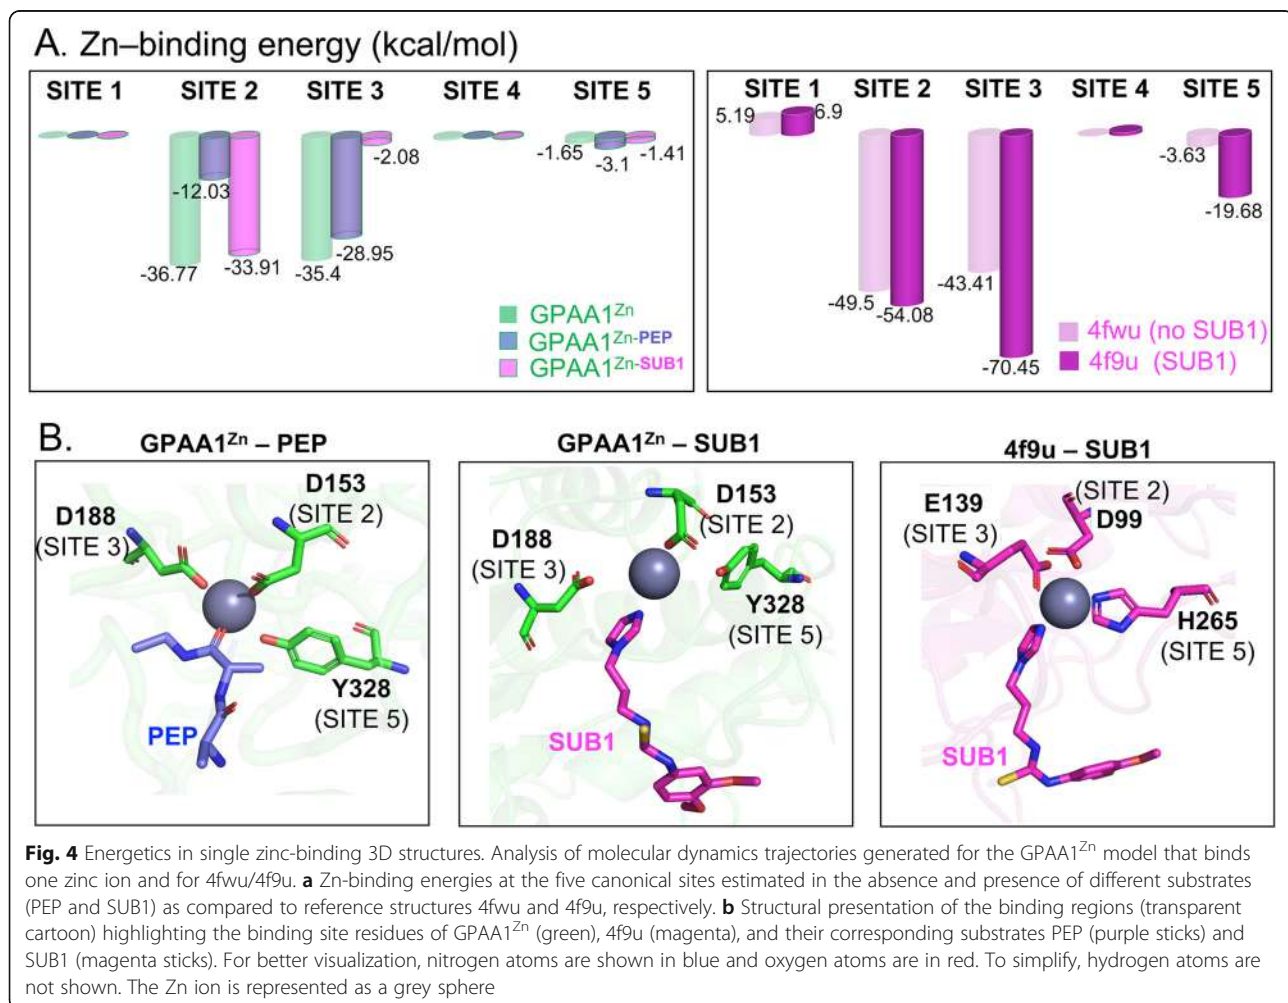 A. Zn–binding energy (kcal/mol)
SITE 1 SITE 2 SITE 3 SITE 4 SITE 5
-36.77 -12.03 -33.91 -35.4 -28.95 -2.08 -1.65 -3.1 -1.41
GPAA1Zn
GPAA1Zn-PEP
GPAA1Zn-SUB1
SITE 1 SITE 2 SITE 3 SITE 4 SITE 5
5.19 6.9 -49.5 -54.08 -43.41 -70.45 -3.63 -19.68
4fwu (no SUB1)
4f9u (SUB1)
B.
GPAA1Zn – PEP
D153
(SITE 2)
D188
(SITE 3)
Y328
(SITE 5)
PEP
GPAA1Zn – SUB1
D153
(SITE 2)
D188
(SITE 3)
Y328
(SITE 5)
SUB1
4f9u – SUB1
(SITE 2)
D99
E139
(SITE 3)
H265
(SITE 5)
SUB1
Fig. 4 Energetics in single zinc-binding 3D structures. Analysis of molecular dynamics trajectories generated for the GPAA1Zn model that binds
one zinc ion and for 4fwu/4f9u. a Zn-binding energies at the five canonical sites estimated in the absence and presence of different substrates
(PEP and SUB1) as compared to reference structures 4fwu and 4f9u, respectively. b Structural presentation of the binding regions (transparent
cartoon) highlighting the binding site residues of GPAA1Zn (green), 4f9u (magenta), and their corresponding substrates PEP (purple sticks) and
SUB1 (magenta sticks). For better visualization, nitrogen atoms are shown in blue and oxygen atoms are in red. To simplify, hydrogen atoms are
not shown. The Zn ion is represented as a grey sphere